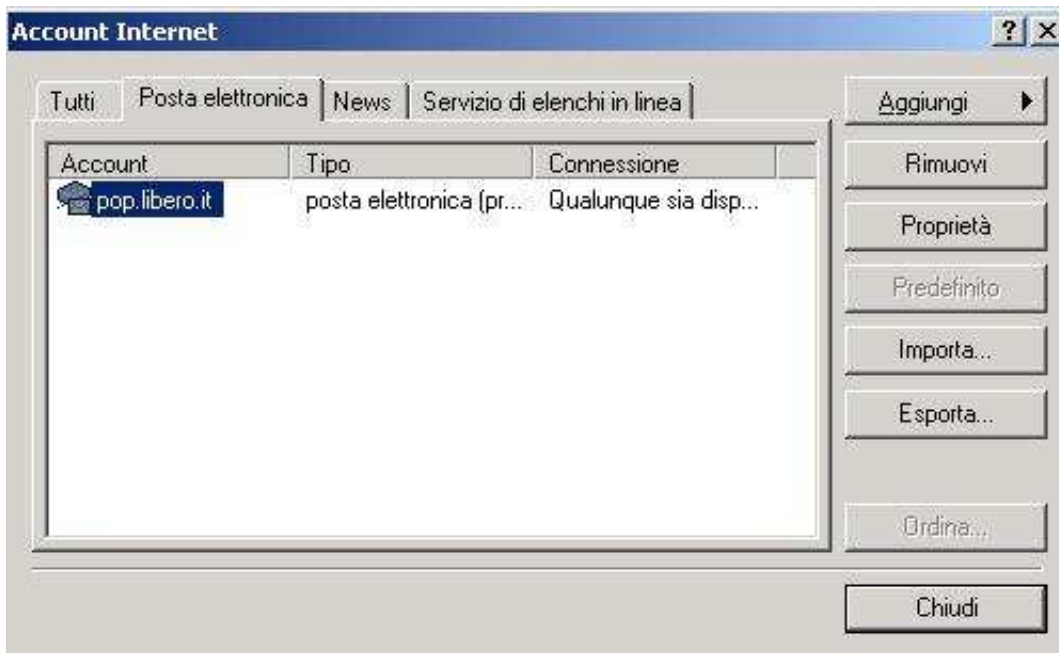 Account Internet
Tutti
Posta elettronica
News
Servizio di elenchi in linea
Account Tipo Connessione
pop.libero.it posta elettronica (pr... Qualunque sia disp...
Aggiungi
Rimuovi
Proprietà
Predefinito
Importa...
Esporta...
Ordina...
Chiudi